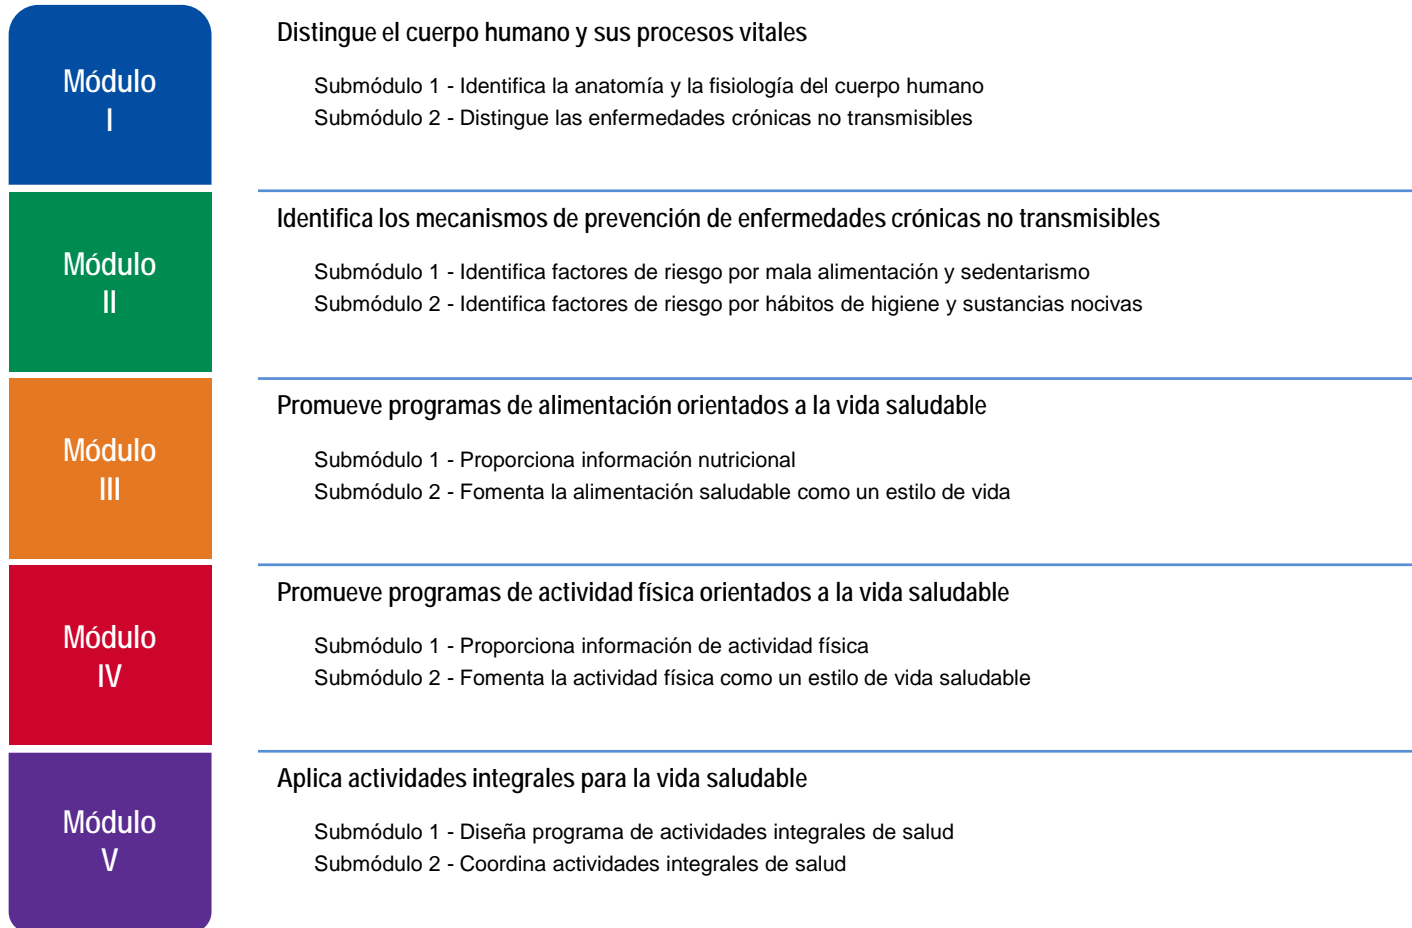 Módulo
I
Distingue el cuerpo humano y sus procesos vitales
Submódulo 1 - Identifica la anatomía y la fisiología del cuerpo humano
Submódulo 2 - Distingue las enfermedades crónicas no transmisibles
Módulo
II
Identifica los mecanismos de prevención de enfermedades crónicas no transmisibles
Submódulo 1 - Identifica factores de riesgo por mala alimentación y sedentarismo
Submódulo 2 - Identifica factores de riesgo por hábitos de higiene y sustancias nocivas
Módulo
III
Promueve programas de alimentación orientados a la vida saludable
Submódulo 1 - Proporciona información nutricional
Submódulo 2 - Fomenta la alimentación saludable como un estilo de vida
Módulo
IV
Promueve programas de actividad física orientados a la vida saludable
Submódulo 1 - Proporciona información de actividad física
Submódulo 2 - Fomenta la actividad física como un estilo de vida saludable
Módulo
V
Aplica actividades integrales para la vida saludable
Submódulo 1 - Diseña programa de actividades integrales de salud
Submódulo 2 - Coordina actividades integrales de salud